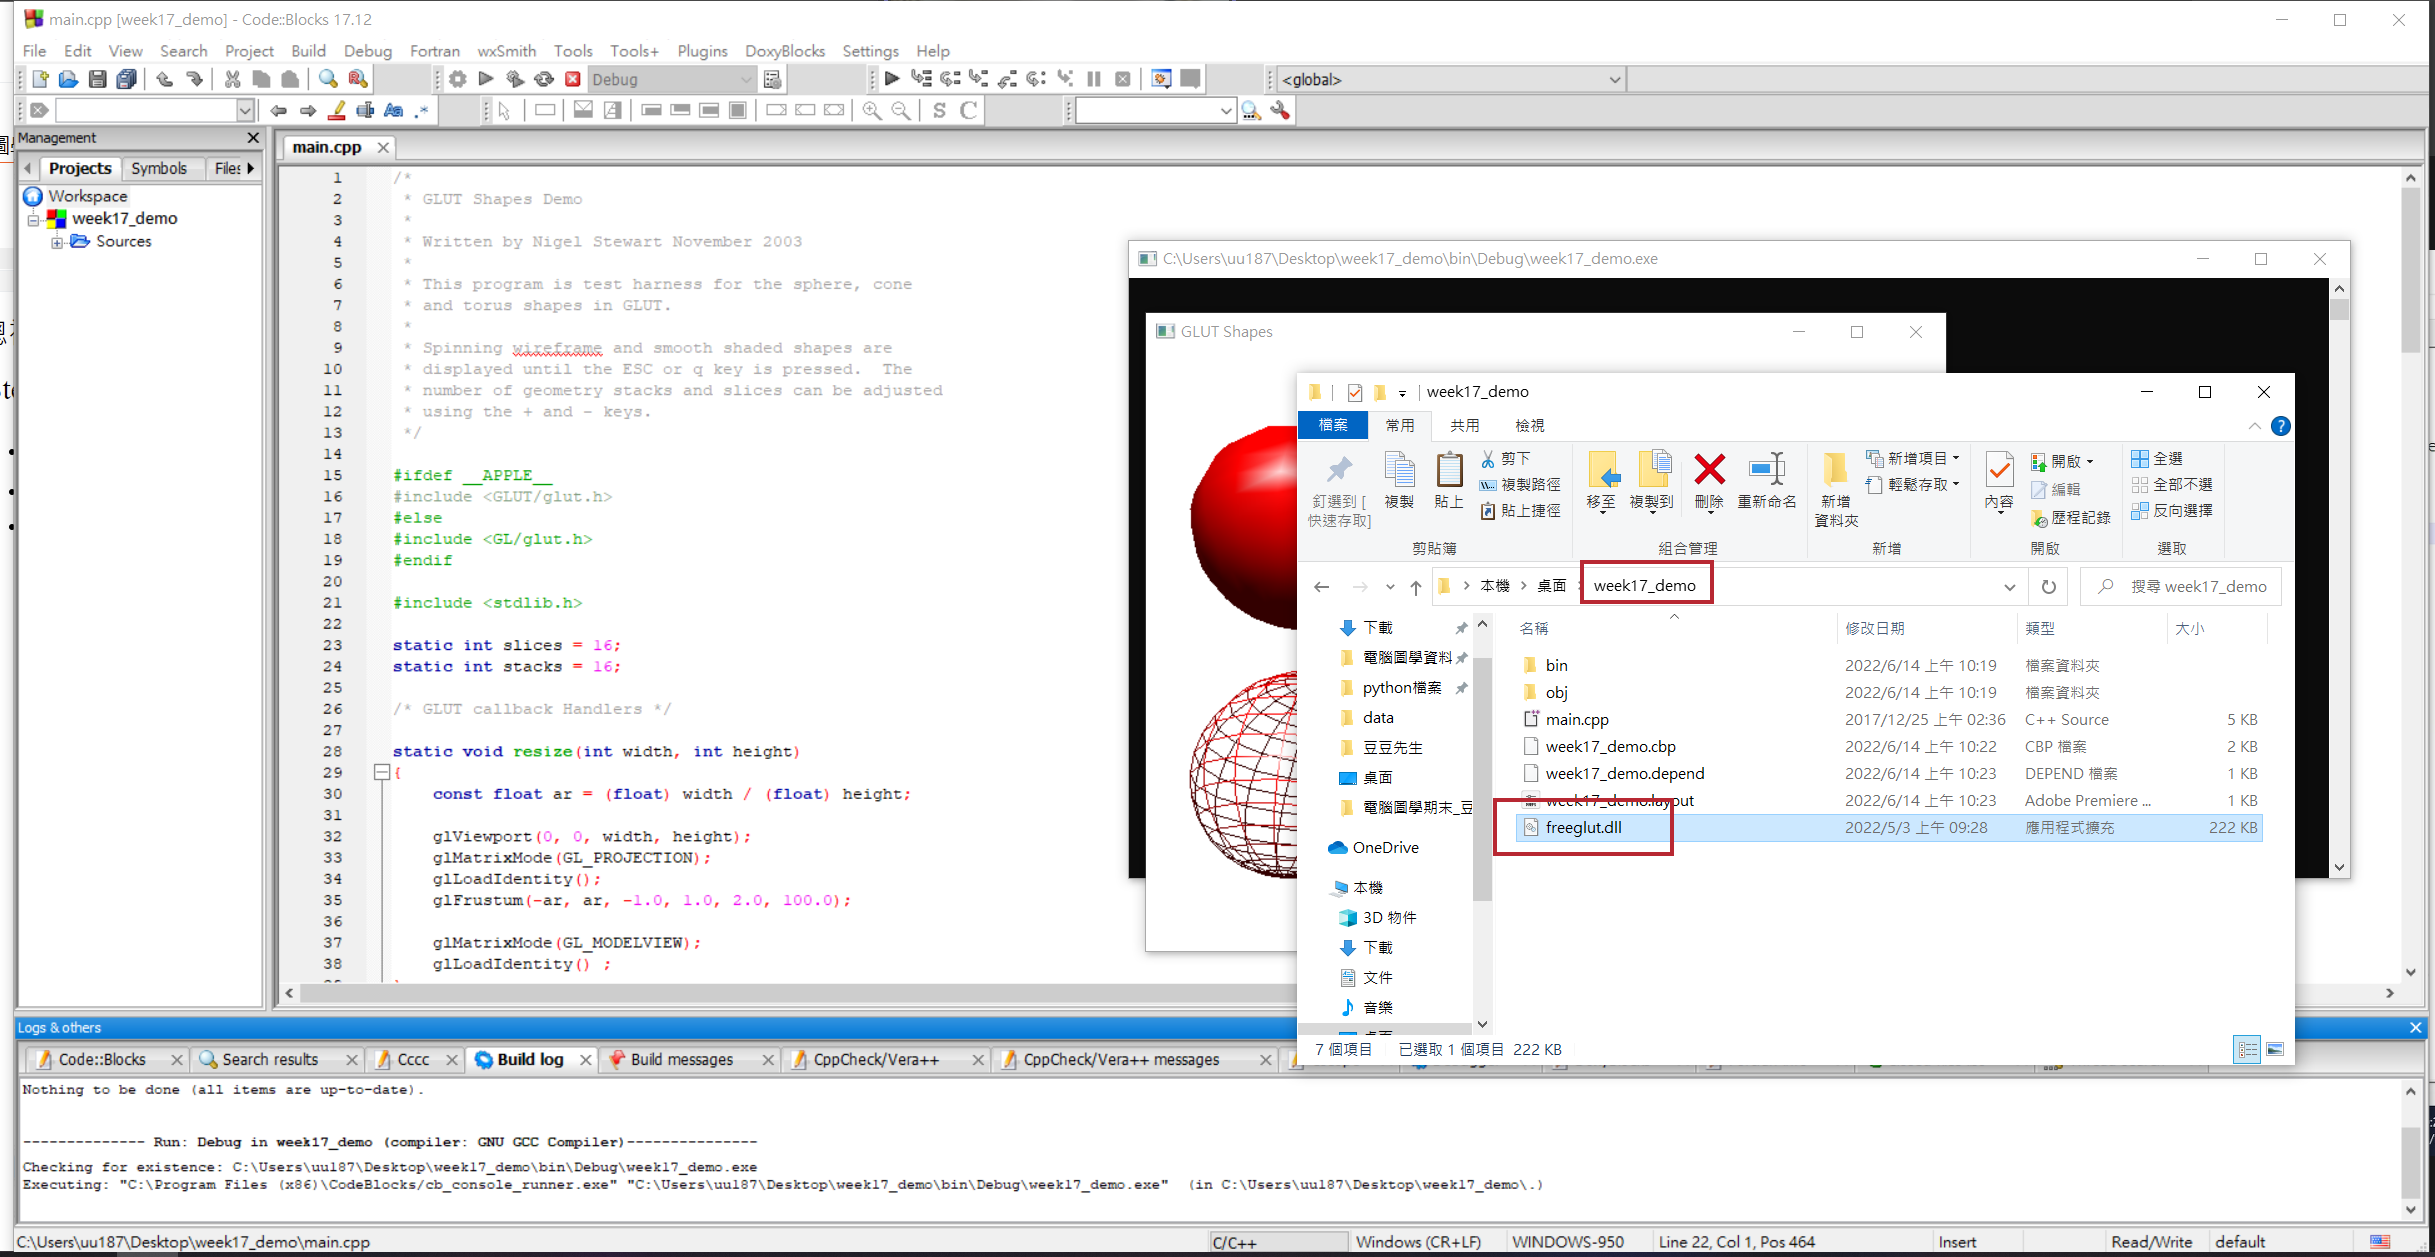 main.cpp [week17_demo] - Code::Blocks 17.12
File Edit View Search Project Build Debug Fortran wxSmith Tools Tools+ Plugins DoxyBlocks Settings Help
Debug
<global>
Management
Projects Symbols Files
Workspace
week17_demo
Sources
main.cpp
1 /*
2 * GLUT Shapes Demo
3 *
4 * Written by Nigel Stewart November 2003
5 *
6 * This program is test harness for the sphere, cone
7 * and torus shapes in GLUT.
8 *
9 * Spinning wireframe and smooth shaded shapes are
10 * displayed until the ESC or q key is pressed.  The
11 * number of geometry stacks and slices can be adjusted
12 * using the + and - keys.
13 */
14
15 #ifdef __APPLE__
16 #include <GLUT/glut.h>
17 #else
18 #include <GL/glut.h>
19 #endif
20
21 #include <stdlib.h>
22
23 static int slices = 16;
24 static int stacks = 16;
25
26 /* GLUT callback Handlers */
27
28 static void resize(int width, int height)
29 {
30 const float ar = (float) width / (float) height;
31
32 glViewport(0, 0, width, height);
33 glMatrixMode(GL_PROJECTION);
34 glLoadIdentity();
35 glFrustum(-ar, ar, -1.0, 1.0, 2.0, 100.0);
36
37 glMatrixMode(GL_MODELVIEW);
38 glLoadIdentity() ;
C:\Users\uu187\Desktop\week17_demo\bin\Debug\week17_demo.exe
GLUT Shapes
week17_demo
檔案 常用 共用 檢視
釘選到 [快速存取]
複製
貼上
剪下
複製路徑
貼上捷徑
剪貼簿
移至
複製到
刪除
重新命名
組合管理
新增資料夾
新增項目
輕鬆存取
新增
內容
開啟
編輯
歷程記錄
開啟
全選
全部不選
反向選擇
選取
本機 > 桌面 > week17_demo
搜尋 week17_demo
下載
電腦圖學資料
python檔案
data
豆豆先生
桌面
電腦圖學期末_豆
OneDrive
本機
3D 物件
下載
文件
音樂
桌面
名稱 修改日期 類型 大小
bin 2022/6/14 上午 10:19 檔案資料夾
obj 2022/6/14 上午 10:19 檔案資料夾
main.cpp 2017/12/25 上午 02:36 C++ Source 5 KB
week17_demo.cbp 2022/6/14 上午 10:22 CBP 檔案 2 KB
week17_demo.depend 2022/6/14 上午 10:23 DEPEND 檔案 1 KB
week17_demo.layout 2022/6/14 上午 10:23 Adobe Premiere ... 1 KB
freeglut.dll 2022/5/3 上午 09:28 應用程式擴充 222 KB
7 個項目 已選取 1 個項目 222 KB
Logs & others
Code::Blocks Search results Cccc Build log Build messages CppCheck/Vera++ CppCheck/Vera++ messages
Nothing to be done (all items are up-to-date).
-------------- Run: Debug in week17_demo (compiler: GNU GCC Compiler)---------------
Checking for existence: C:\Users\uu187\Desktop\week17_demo\bin\Debug\week17_demo.exe
Executing: "C:\Program Files (x86)\CodeBlocks/cb_console_runner.exe" "C:\Users\uu187\Desktop\week17_demo\bin\Debug\week17_demo.exe"  (in C:\Users\uu187\Desktop\week17_demo\.)
C:\Users\uu187\Desktop\week17_demo\main.cpp C/C++ Windows (CR+LF) WINDOWS-950 Line 22, Col 1, Pos 464 Insert Read/Write default